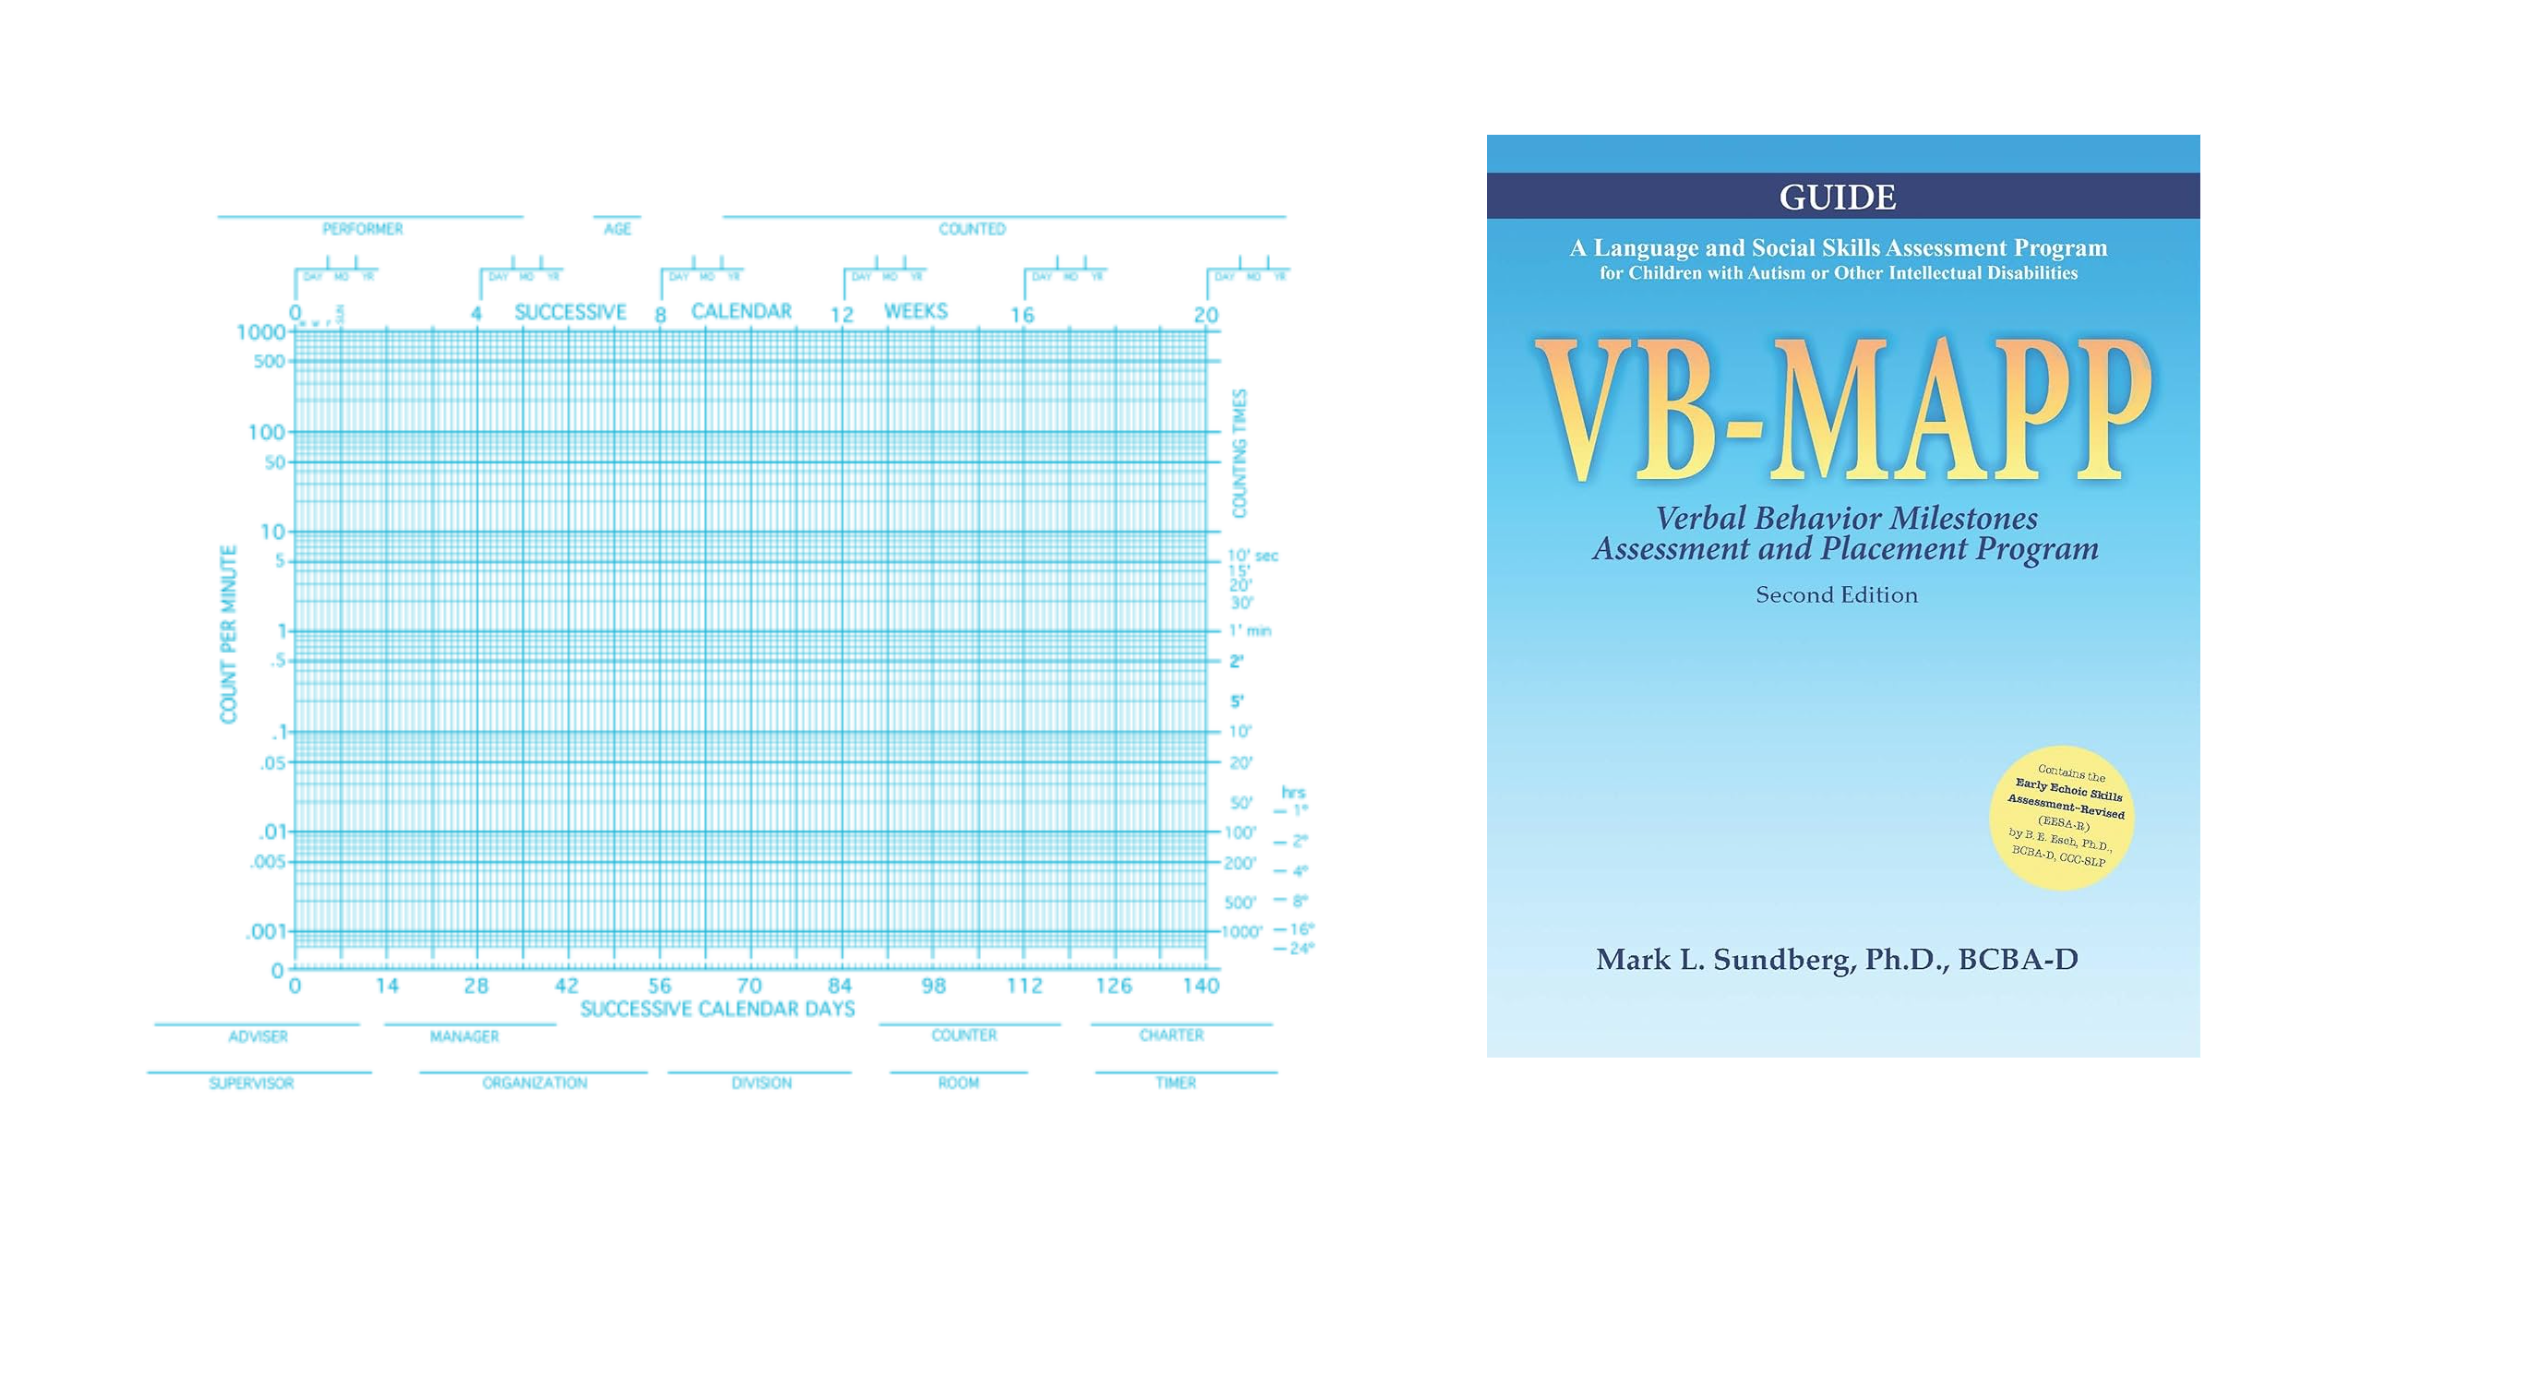 PERFORMER AGE COUNTED
DAY MO YR DAY MO YR DAY MO YR DAY MO YR DAY MO YR DAY MO YR
0 4 SUCCESSIVE 8 CALENDAR 12 WEEKS 16 20
SUN
1000
500
100
50
10
5
1
.5
.1
.05
.01
.005
.001
0
COUNT PER MINUTE
COUNTING TIMES
10' sec
15'
20'
30'
1' min
2'
5'
10'
20'
50'
100'
200'
500'
1000'
hrs
1°
2°
4°
8°
16°
24°
0 14 28 42 56 70 84 98 112 126 140
SUCCESSIVE CALENDAR DAYS
ADVISER MANAGER COUNTER CHARTER
SUPERVISOR ORGANIZATION DIVISION ROOM TIMER
GUIDE
A Language and Social Skills Assessment Program
for Children with Autism or Other Intellectual Disabilities
VB-MAPP
Verbal Behavior Milestones
Assessment and Placement Program
Second Edition
Contains the
Early Echoic Skills
Assessment-Revised
(EESA-R)
by B. E. Esch, Ph.D.,
BCBA-D, CCC-SLP
Mark L. Sundberg, Ph.D., BCBA-D